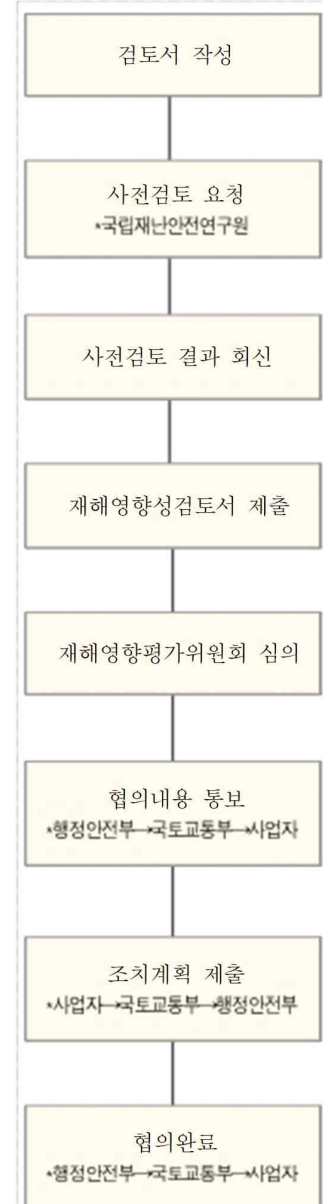 검토서 작성
사전검토 요청
*국립재난안전연구원
사전검토 결과 회신
재해영향성검토서 제출
재해영향평가위원회 심의
협의내용 통보
*행정안전부→국토교통부→사업자
조치계획 제출
*사업자→국토교통부→행정안전부
협의완료
*행정안전부→국토교통부→사업자